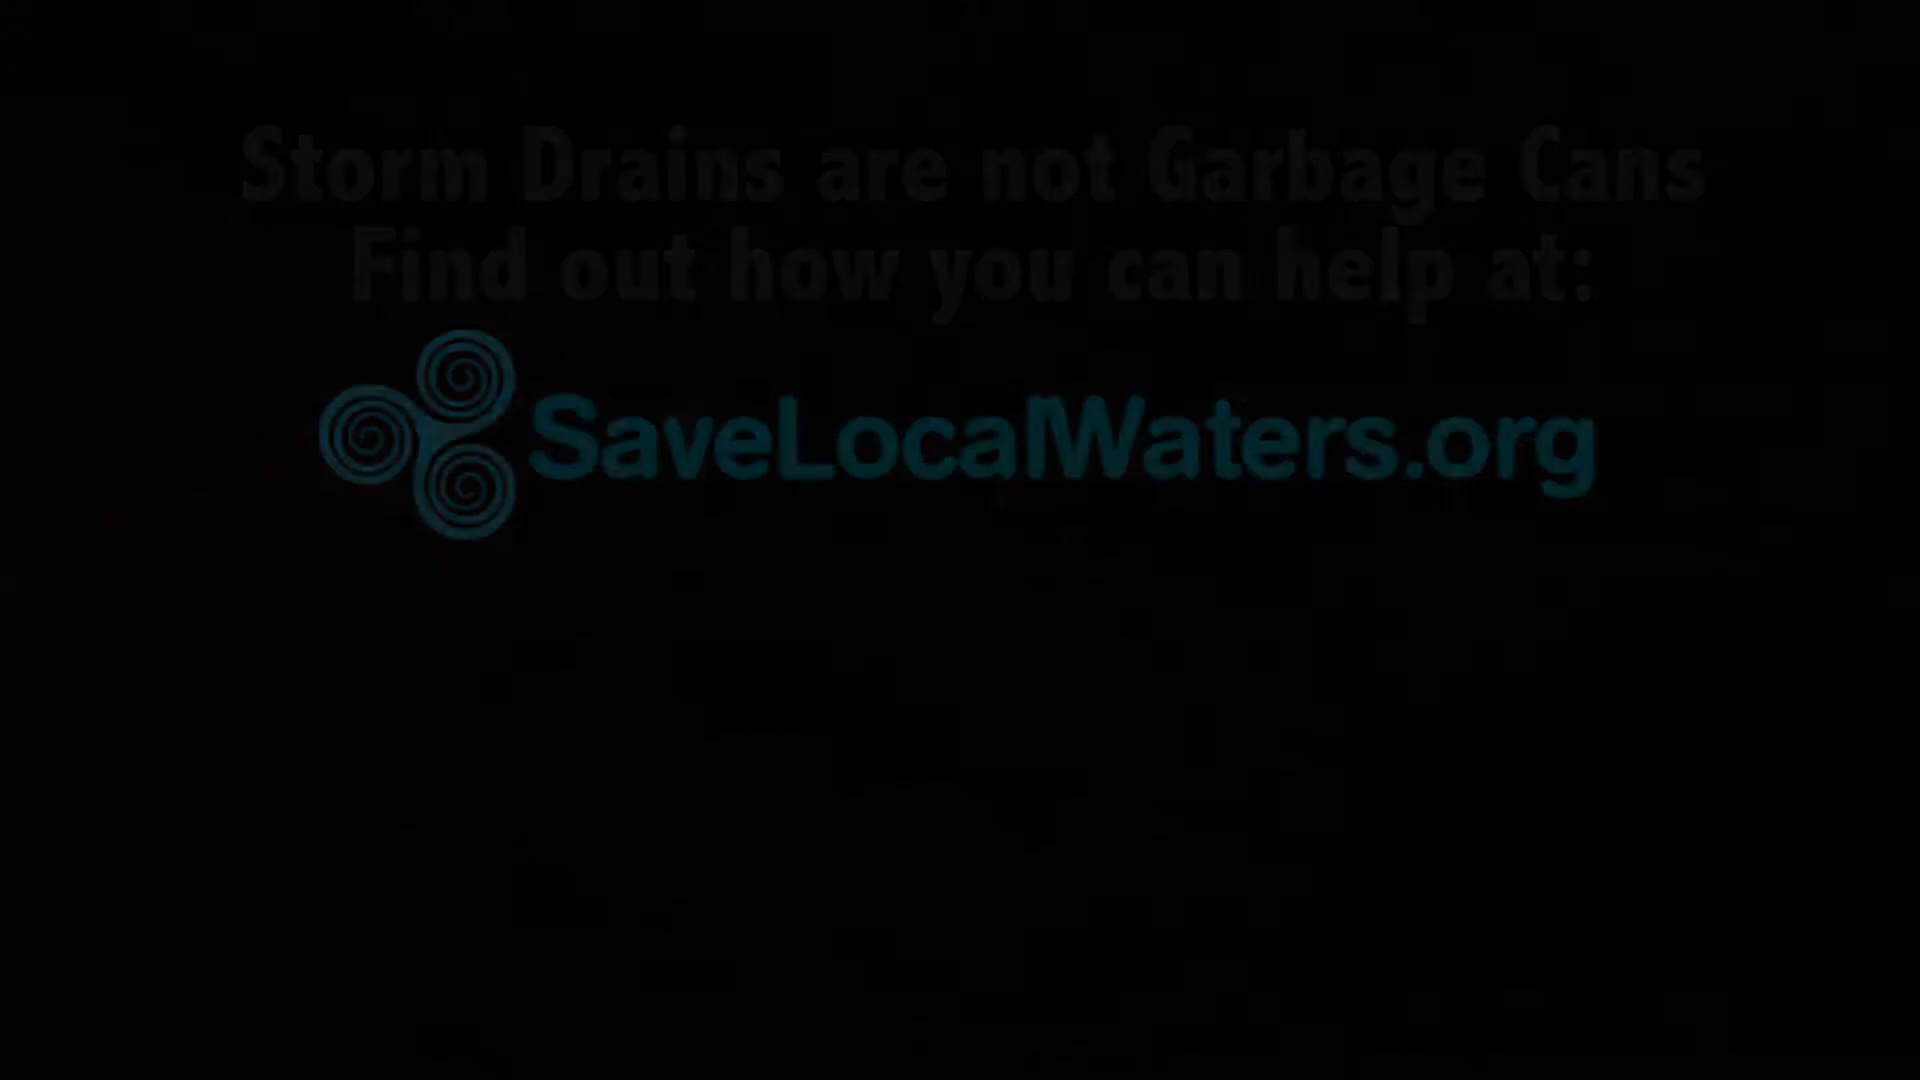 Storm Drains are not Garbage Cans
Find out how you can help at:
SaveLocalWaters.org